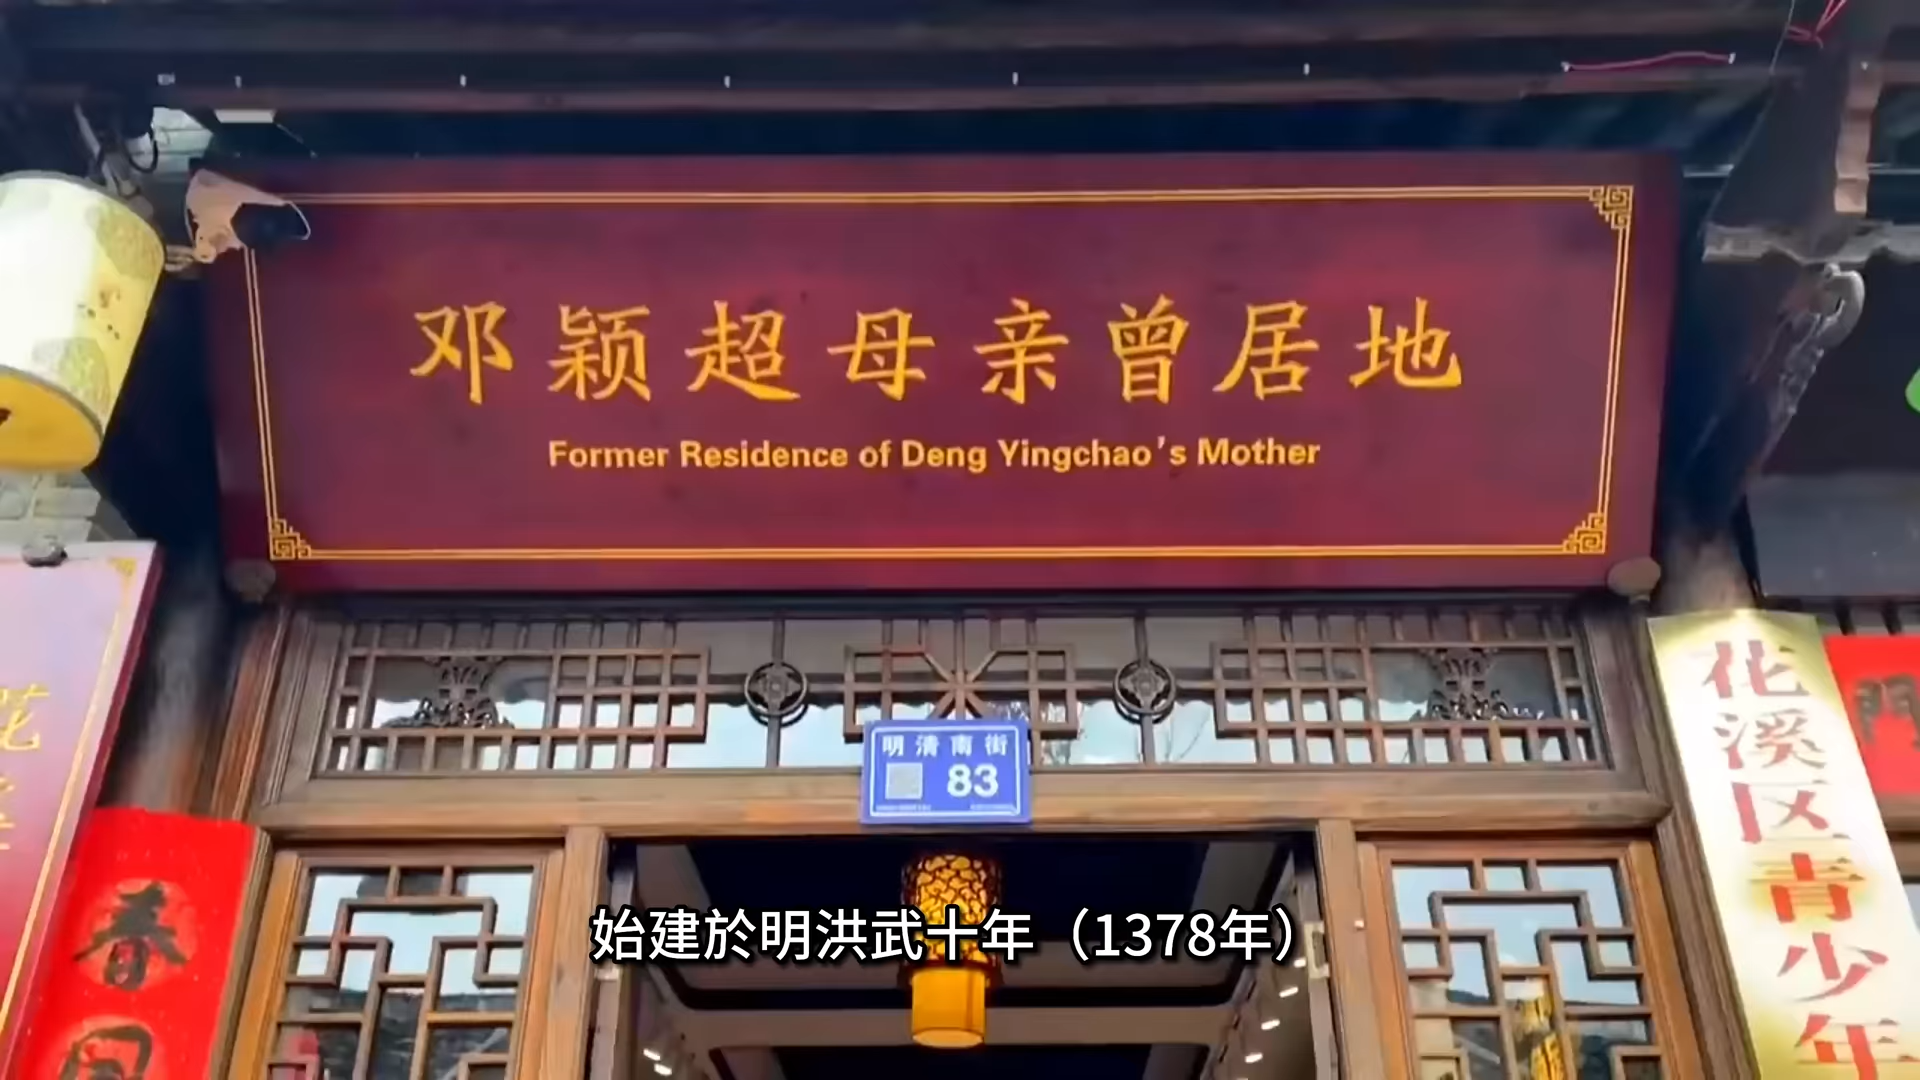 邓颖超母亲曾居地
Former Residence of Deng Yingchao's Mother
明清南街
83
花溪区青少年
門
春
始建於明洪武十年（1378年）